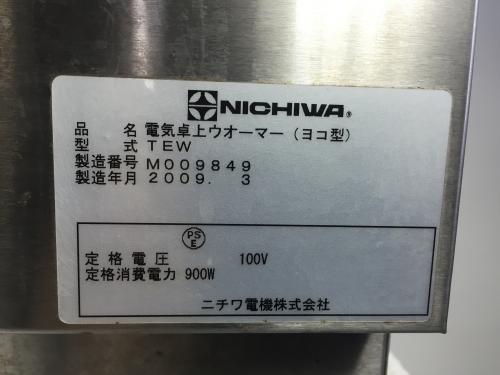 NICHIWA®
品名 電気卓上ウオーマー(ヨコ型)
型式 TEW
製造番号 M009849
製造年月 2009. 3
PS
E
定格電圧 100V
定格消費電力 900W
ニチワ電機株式会社